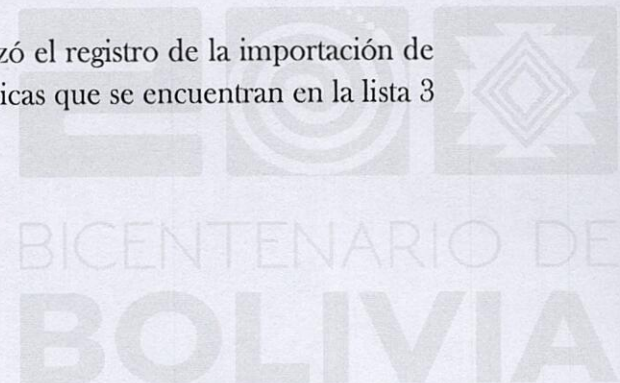 zó el registro de la importación de
icas que se encuentran en la lista 3
BICENTENARIO DE
BOLIVIA